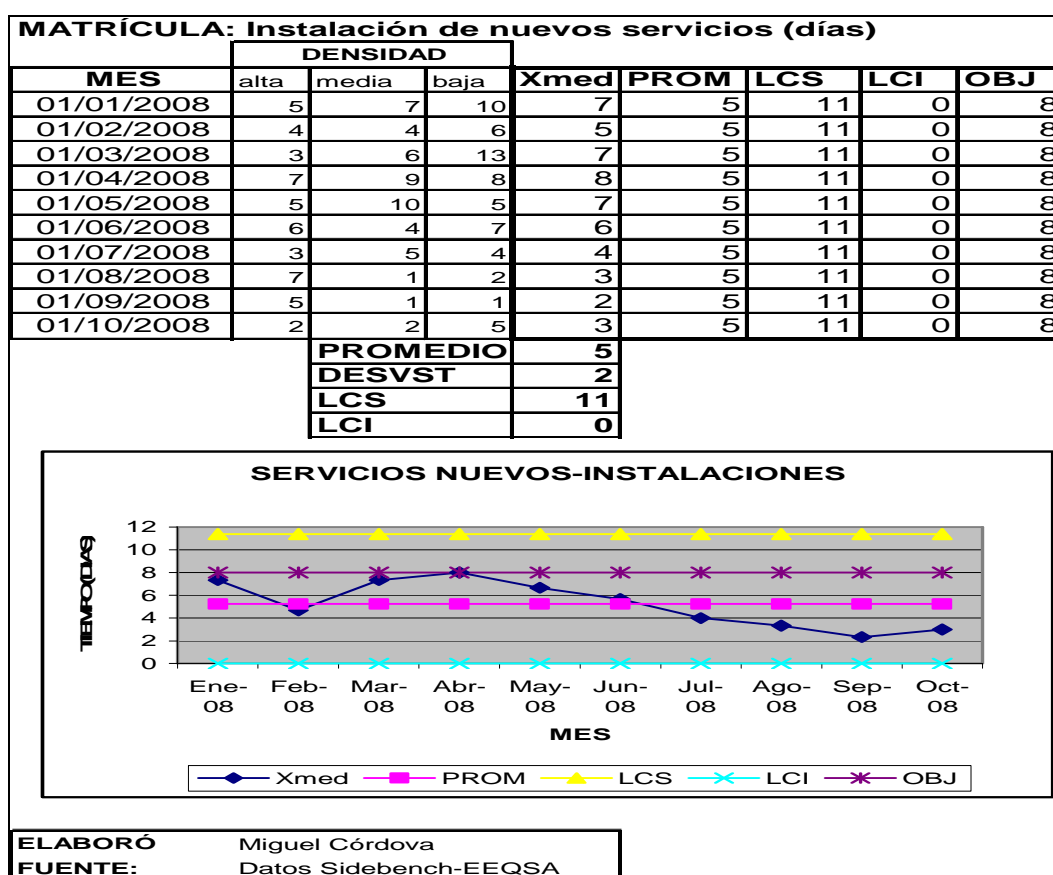 MATRÍCULA: Instalación de nuevos servicios (días)
DENSIDAD
MES alta media baja Xmed PROM LCS LCI OBJ
01/01/2008 5 7 10 7 5 11 0 8
01/02/2008 4 4 6 5 5 11 0 8
01/03/2008 3 6 13 7 5 11 0 8
01/04/2008 7 9 8 8 5 11 0 8
01/05/2008 5 10 5 7 5 11 0 8
01/06/2008 6 4 7 6 5 11 0 8
01/07/2008 3 5 4 4 5 11 0 8
01/08/2008 7 1 2 3 5 11 0 8
01/09/2008 5 1 1 2 5 11 0 8
01/10/2008 2 2 5 3 5 11 0 8
PROMEDIO 5
DESVST 2
LCS 11
LCI 0
SERVICIOS NUEVOS-INSTALACIONES
TIEMPO(DIAS)
12
10
8
6
4
2
0
Ene-08 Feb-08 Mar-08 Abr-08 May-08 Jun-08 Jul-08 Ago-08 Sep-08 Oct-08
MES
Xmed PROM LCS LCI OBJ
ELABORÓ Miguel Córdova
FUENTE: Datos Sidebench-EEQSA